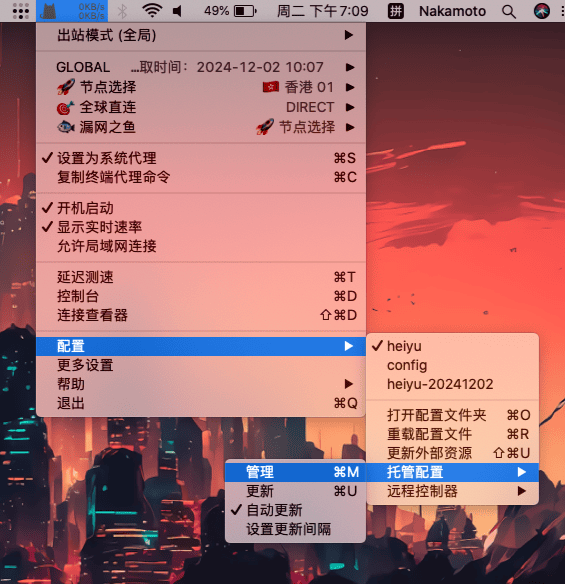 0KB/s
0KB/s
49%
周二 下午7:09
拼
Nakamoto
出站模式 (全局)
GLOBAL ...取时间：2024-12-02 10:07
🚀 节点选择 🇭🇰 香港 01
🎯 全球直连 DIRECT
🐟 漏网之鱼 🚀 节点选择
✓ 设置为系统代理 ⌘S
复制终端代理命令 ⌘C
✓ 开机启动
✓ 显示实时速率
允许局域网连接
延迟测速 ⌘T
控制台 ⌘D
连接查看器 ⇧⌘D
配置
更多设置
帮助
退出 ⌘Q
✓ heiyu
config
heiyu-20241202
打开配置文件夹 ⌘O
重载配置文件 ⌘R
更新外部资源 ⇧⌘U
托管配置
远程控制器
管理 ⌘M
更新 ⌘U
✓ 自动更新
设置更新间隔